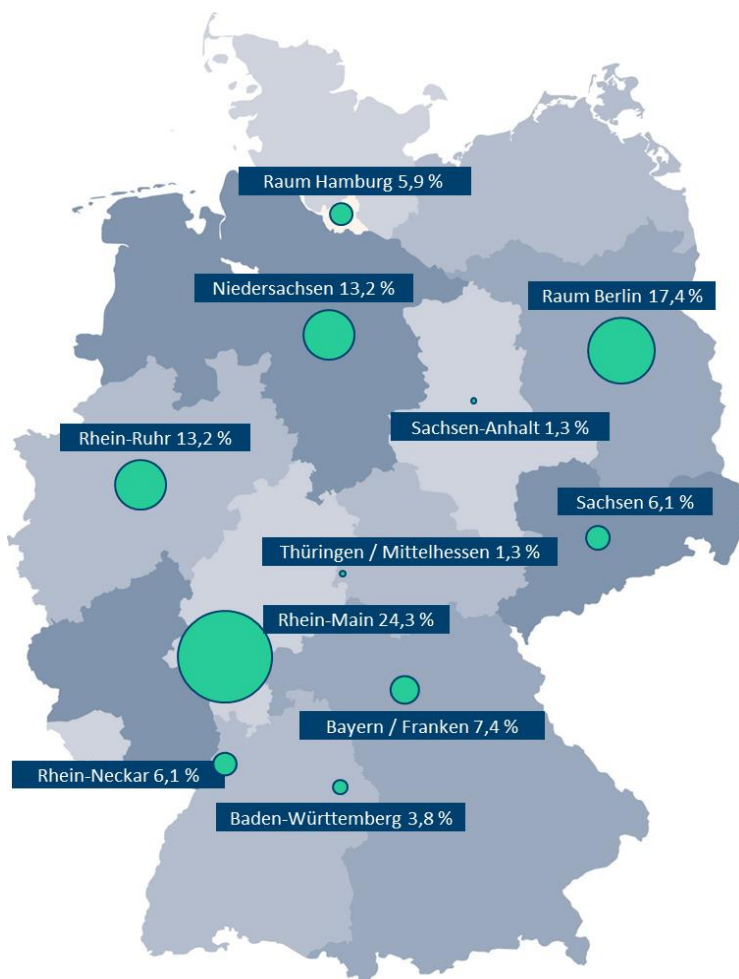 Raum Hamburg 5,9 %
Niedersachsen 13,2 %
Raum Berlin 17,4 %
Sachsen-Anhalt 1,3 %
Rhein-Ruhr 13,2 %
Sachsen 6,1 %
Thüringen / Mittelhessen 1,3 %
Rhein-Main 24,3 %
Bayern / Franken 7,4 %
Rhein-Neckar 6,1 %
Baden-Württemberg 3,8 %